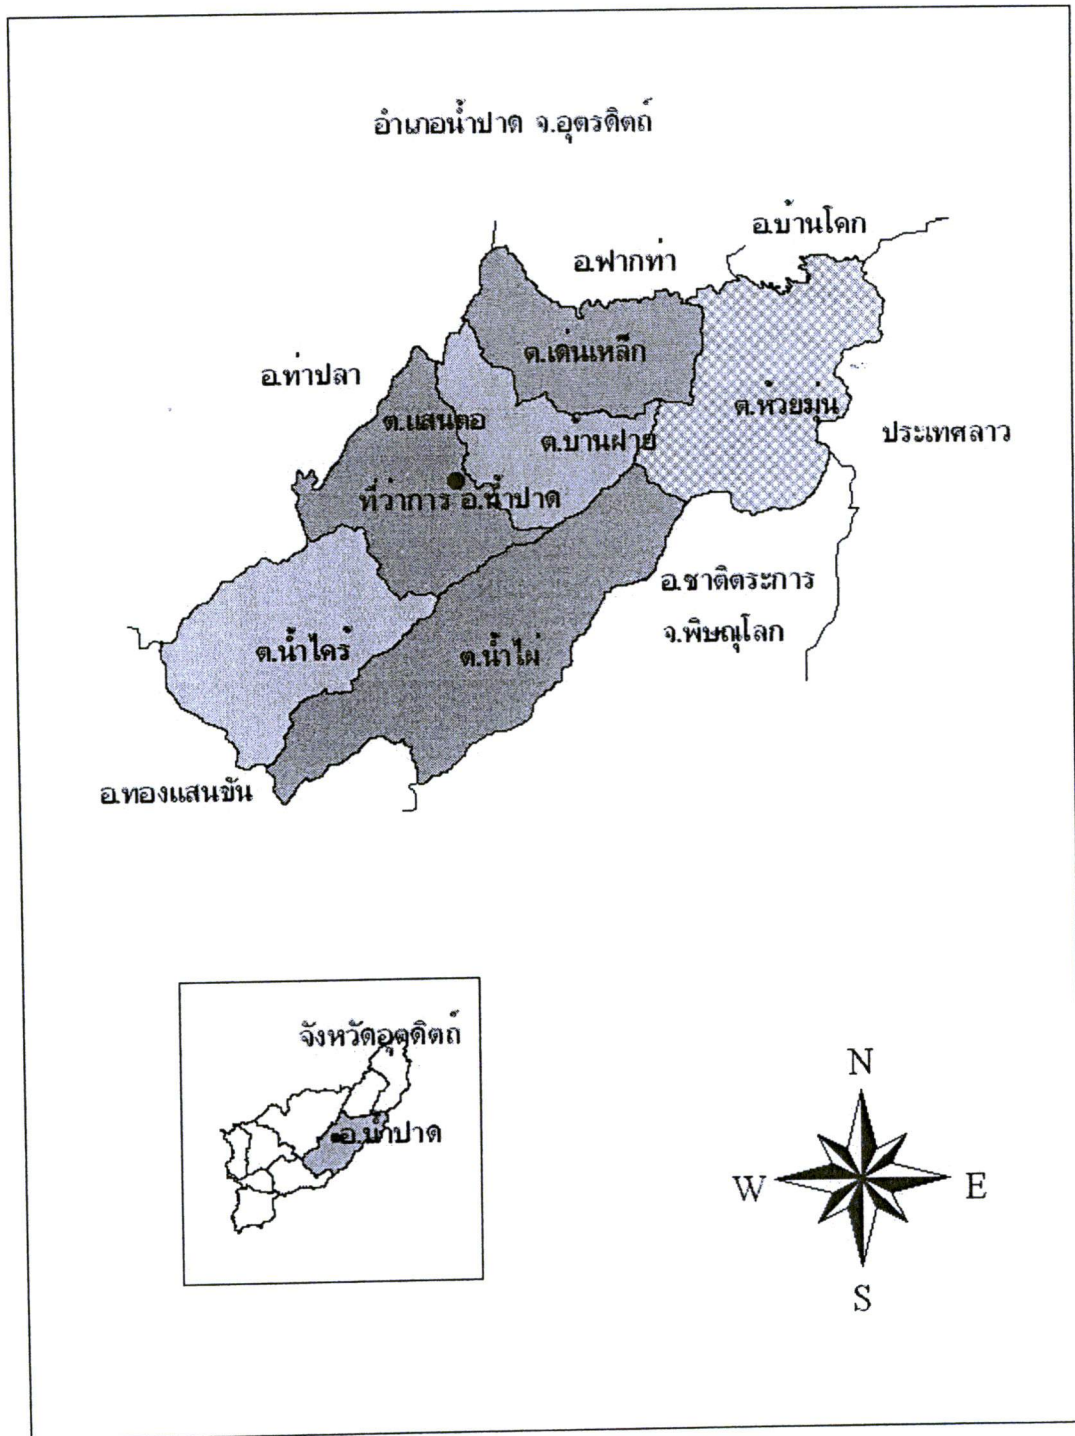 อำเภอน้ำปาด จ.อุตรดิตถ์
อ.บ้านโคก
อ.ฟากท่า
ต.เด่นเหล็ก
อ.ท่าปลา
ต.แสนตอ
ต.ห้วยมุ่น
ต.บ้านฝาย
ประเทศลาว
ที่ว่าการ อ.น้ำปาด
อ.ชาติตระการ
จ.พิษณุโลก
ต.น้ำไคร้
ต.น้ำไผ่
อ.ทองแสนขัน
จังหวัดอุตดิตถ์
อ.น้ำปาด
N
W
E
S